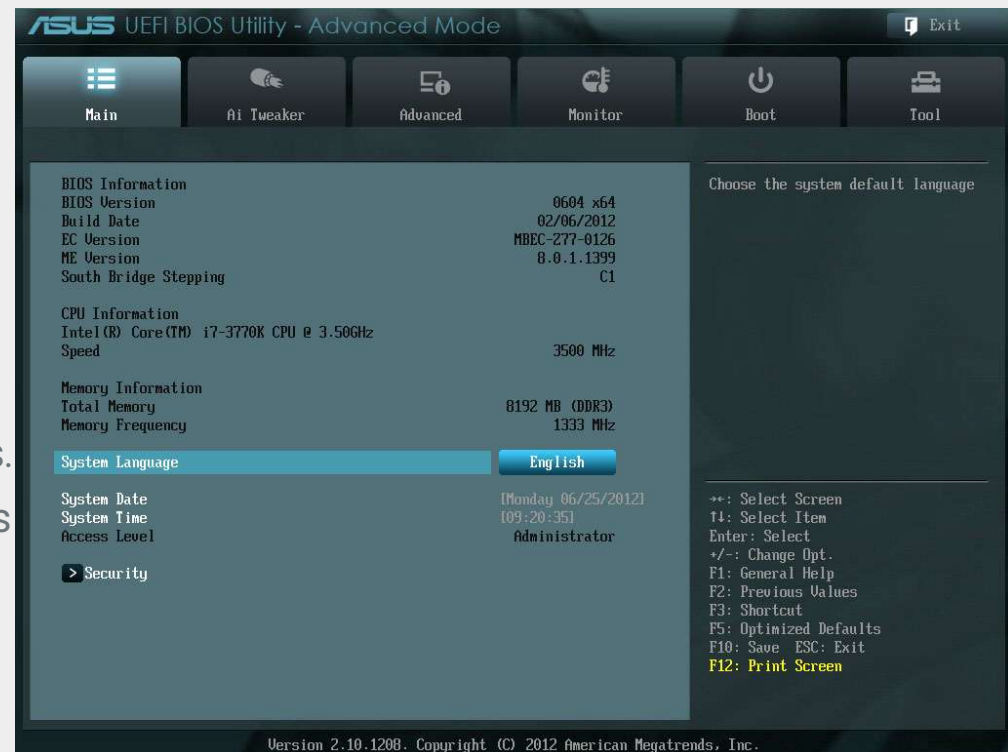 ASUS UEFI BIOS Utility - Advanced Mode
Exit
Main Ai Tweaker Advanced Monitor Boot Tool
BIOS Information
BIOS Version 0604 x64
Build Date 02/06/2012
EC Version MBEC-Z77-0126
ME Version 8.0.1.1399
South Bridge Stepping C1
CPU Information
Intel(R) Core(TM) i7-3770K CPU @ 3.50GHz
Speed 3500 MHz
Memory Information
Total Memory 8192 MB (DDR3)
Memory Frequency 1333 MHz
s.
System Language English
s
System Date [Monday 06/25/2012]
System Time [09:20:35]
Access Level Administrator
> Security
Choose the system default language
→←: Select Screen
↑↓: Select Item
Enter: Select
+/-: Change Opt.
F1: General Help
F2: Previous Values
F3: Shortcut
F5: Optimized Defaults
F10: Save ESC: Exit
F12: Print Screen
Version 2.10.1208. Copyright (C) 2012 American Megatrends, Inc.